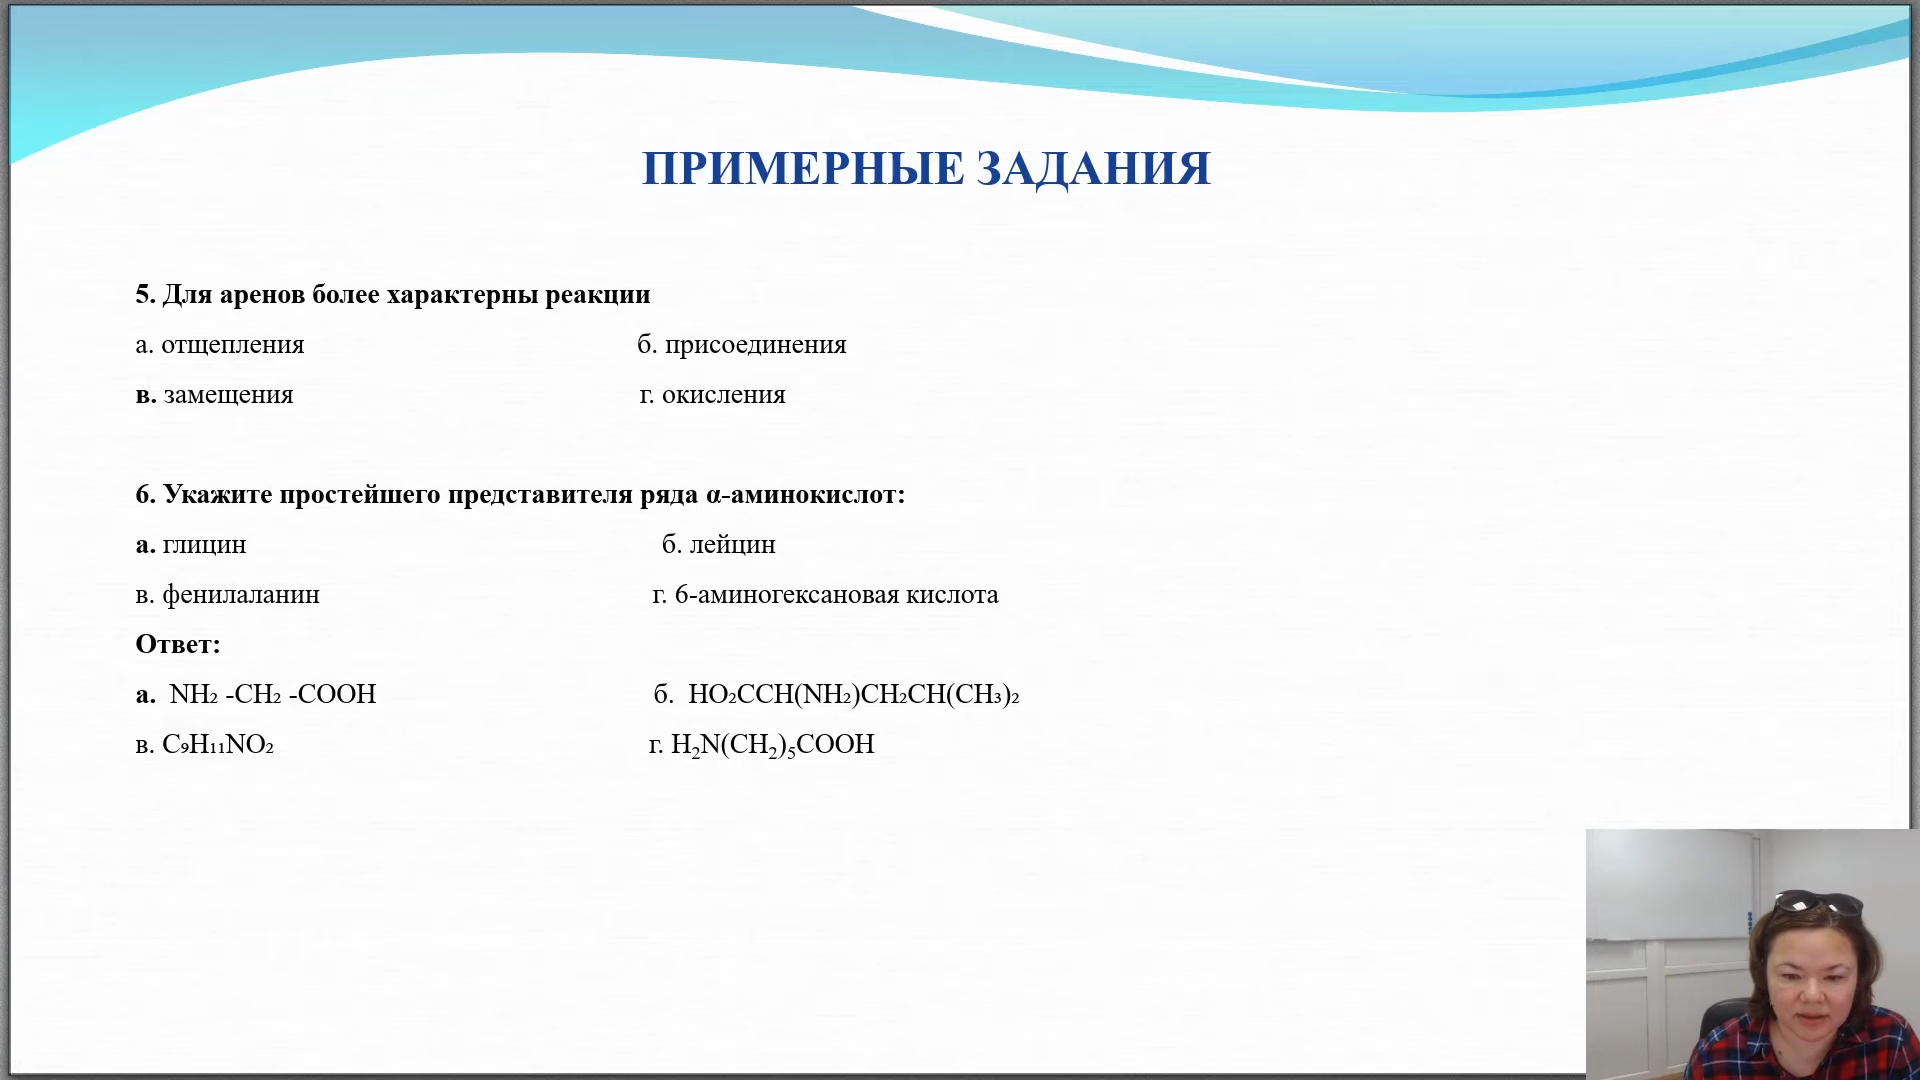 ПРИМЕРНЫЕ ЗАДАНИЯ
5. Для аренов более характерны реакции
а. отщепления б. присоединения
в. замещения г. окисления
6. Укажите простейшего представителя ряда α-аминокислот:
а. глицин б. лейцин
в. фенилаланин г. 6-аминогексановая кислота
Ответ:
а. NH₂ -CH₂ -COOH б. HO₂CCH(NH₂)CH₂CH(CH₃)₂
в. C₉H₁₁NO₂ г. H₂N(CH₂)₅COOH